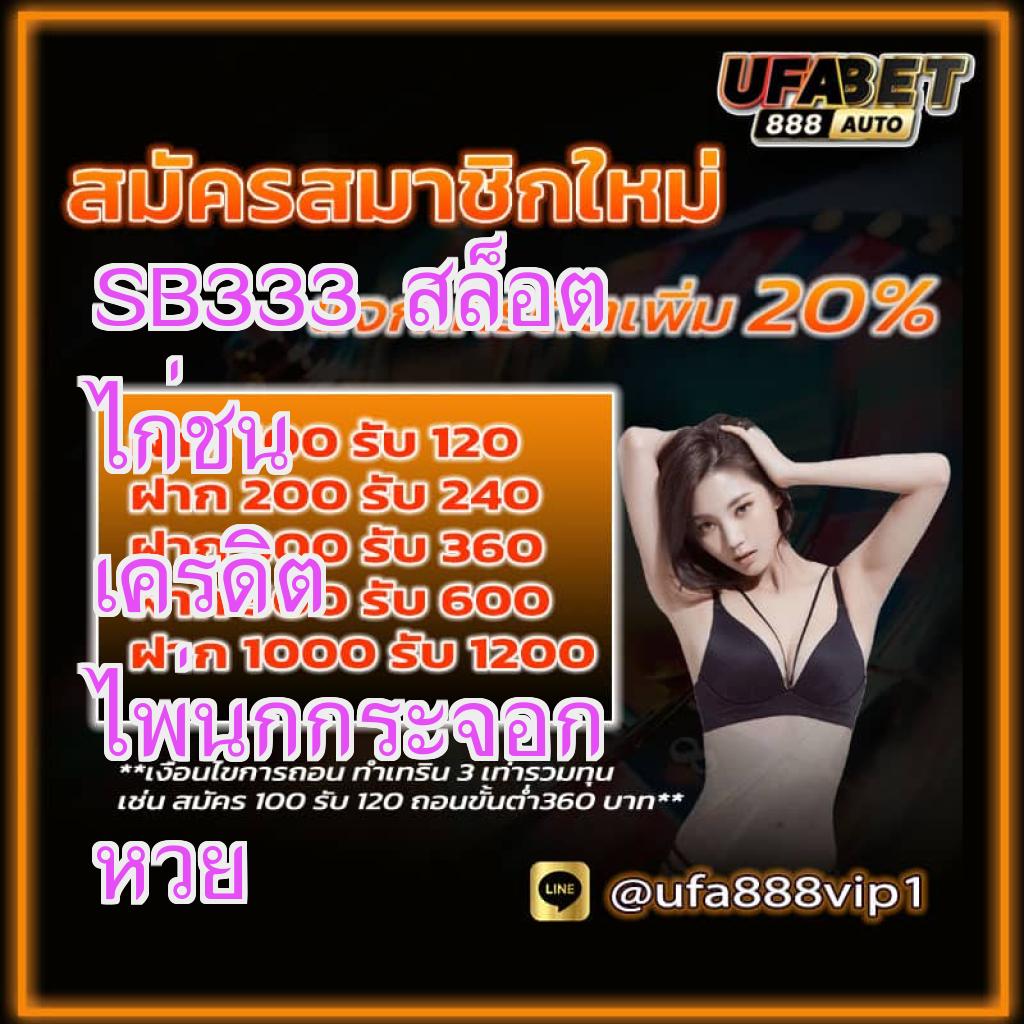 UFABET
888 AUTO
สมัครสมาชิกใหม่
SB333 สล็อต
เพิ่ม 20%
ไก่ชน
รับ 120
ฝาก 200 รับ 240
รับ 360
เครดิต
รับ 600
ฝาก 1000 รับ 1200
ไพ่นกกระจอก
**เงื่อนไขการถอน ทำเทริน 3 เท่ารวมทุน
เช่น สมัคร 100 รับ 120 ถอนขั้นต่ำ360 บาท**
หวย
LINE @ufa888vip1